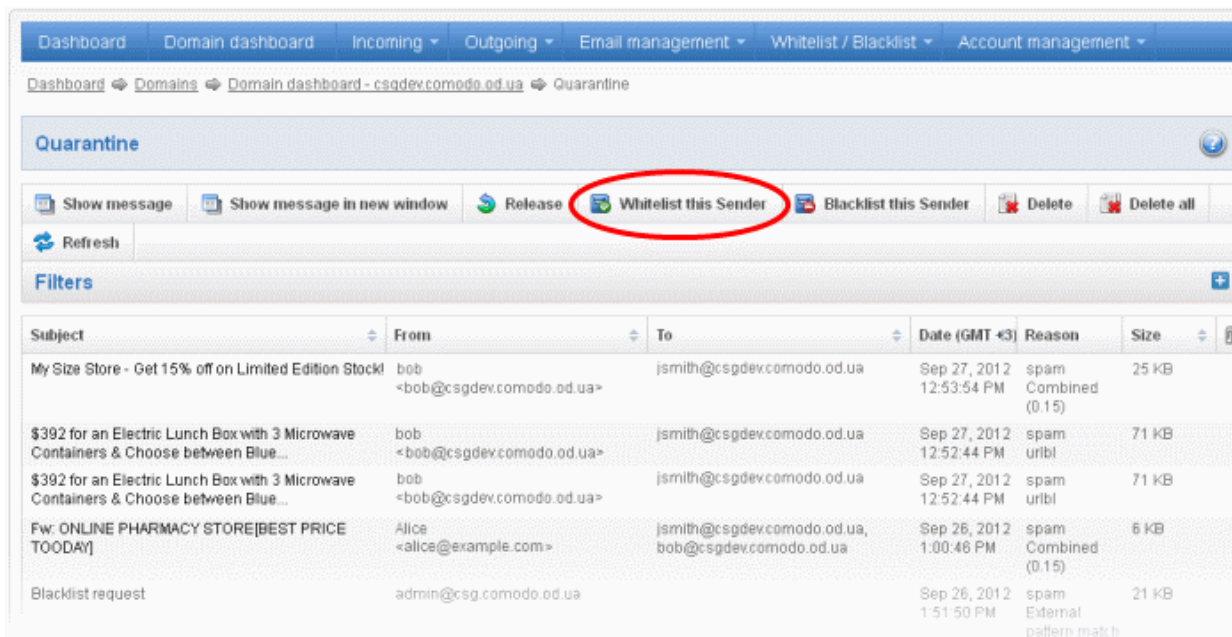 Dashboard Domain dashboard Incoming Outgoing Email management Whitelist / Blacklist Account management
Dashboard Domains Domain dashboard - csgdev.comodo.od.ua Quarantine
Quarantine
Show message Show message in new window Release Whitelist this Sender Blacklist this Sender Delete Delete all
Refresh
Filters
Subject From To Date (GMT +3) Reason Size
My Size Store - Get 15% off on Limited Edition Stock! bob jsmith@csgdev.comodo.od.ua Sep 27, 2012 spam 25 KB
<bob@csgdev.comodo.od.ua> 12:53:54 PM Combined
(0.15)
$392 for an Electric Lunch Box with 3 Microwave bob jsmith@csgdev.comodo.od.ua Sep 27, 2012 spam 71 KB
Containers & Choose between Blue... <bob@csgdev.comodo.od.ua> 12:52:44 PM urlbl
$392 for an Electric Lunch Box with 3 Microwave bob jsmith@csgdev.comodo.od.ua Sep 27, 2012 spam 71 KB
Containers & Choose between Blue... <bob@csgdev.comodo.od.ua> 12:52:44 PM urlbl
Fw: ONLINE PHARMACY STORE[BEST PRICE Alice jsmith@csgdev.comodo.od.ua, Sep 26, 2012 spam 6 KB
TOODAY] <alice@example.com> bob@csgdev.comodo.od.ua 1:00:46 PM Combined
(0.15)
Blacklist request admin@csg.comodo.od.ua Sep 26, 2012 spam 21 KB
1:51:50 PM External
pattern match